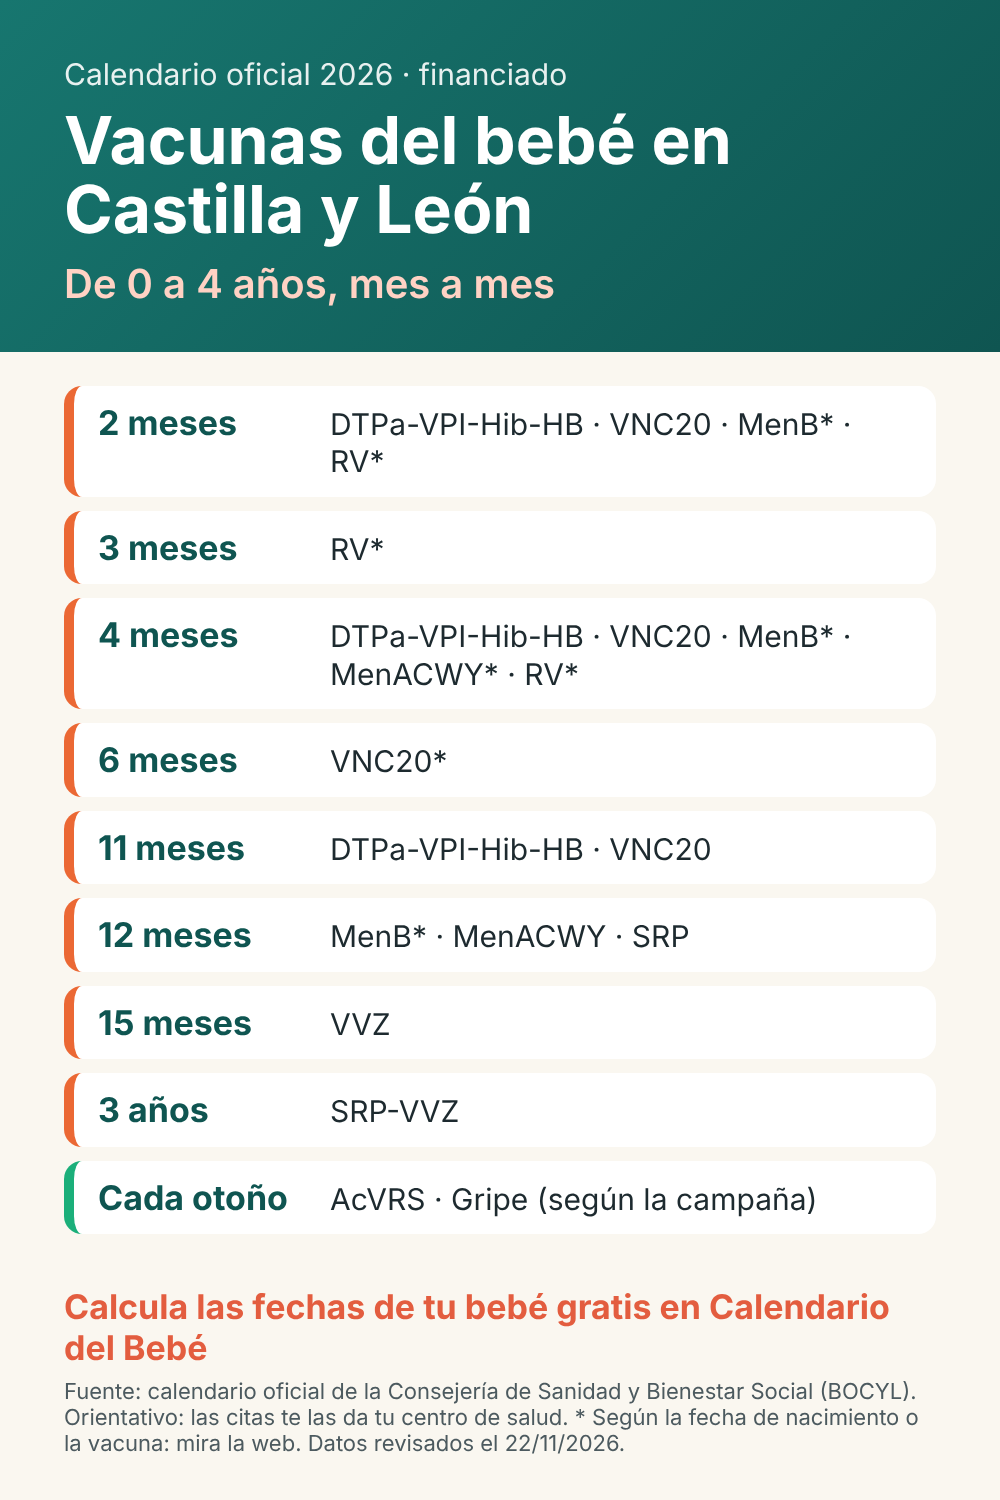 Calendario oficial 2026 · financiado
Vacunas del bebé en
Castilla y León
De 0 a 4 años, mes a mes
2 meses DTPa-VPI-Hib-HB · VNC20 · MenB* ·
RV*
3 meses RV*
4 meses DTPa-VPI-Hib-HB · VNC20 · MenB* ·
MenACWY* · RV*
6 meses VNC20*
11 meses DTPa-VPI-Hib-HB · VNC20
12 meses MenB* · MenACWY · SRP
15 meses VVZ
3 años SRP-VVZ
Cada otoño AcVRS · Gripe (según la campaña)
Calcula las fechas de tu bebé gratis en Calendario
del Bebé
Fuente: calendario oficial de la Consejería de Sanidad y Bienestar Social (BOCYL).
Orientativo: las citas te las da tu centro de salud. * Según la fecha de nacimiento o
la vacuna: mira la web. Datos revisados el 22/11/2026.